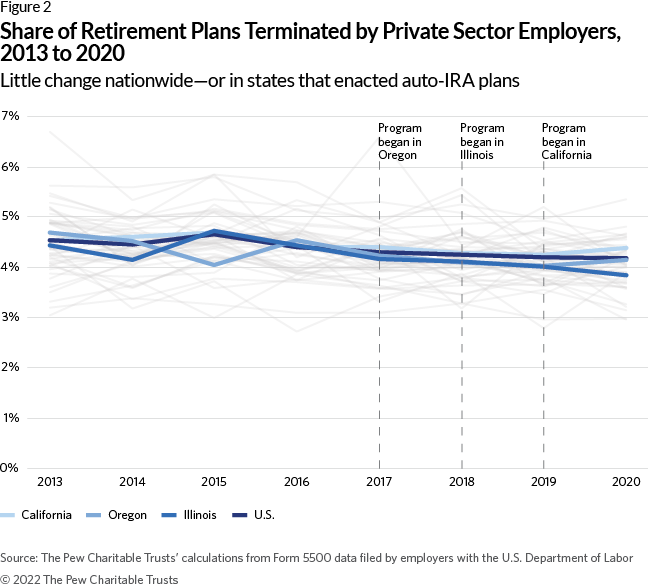 Figure 2
Share of Retirement Plans Terminated by Private Sector Employers,
2013 to 2020
Little change nationwide—or in states that enacted auto-IRA plans
7%
Program began in Oregon
Program began in Illinois
Program began in California
6%
5%
4%
3%
2%
1%
0%
2013 2014 2015 2016 2017 2018 2019 2020
California Oregon Illinois U.S.
Source: The Pew Charitable Trusts' calculations from Form 5500 data filed by employers with the U.S. Department of Labor
© 2022 The Pew Charitable Trusts